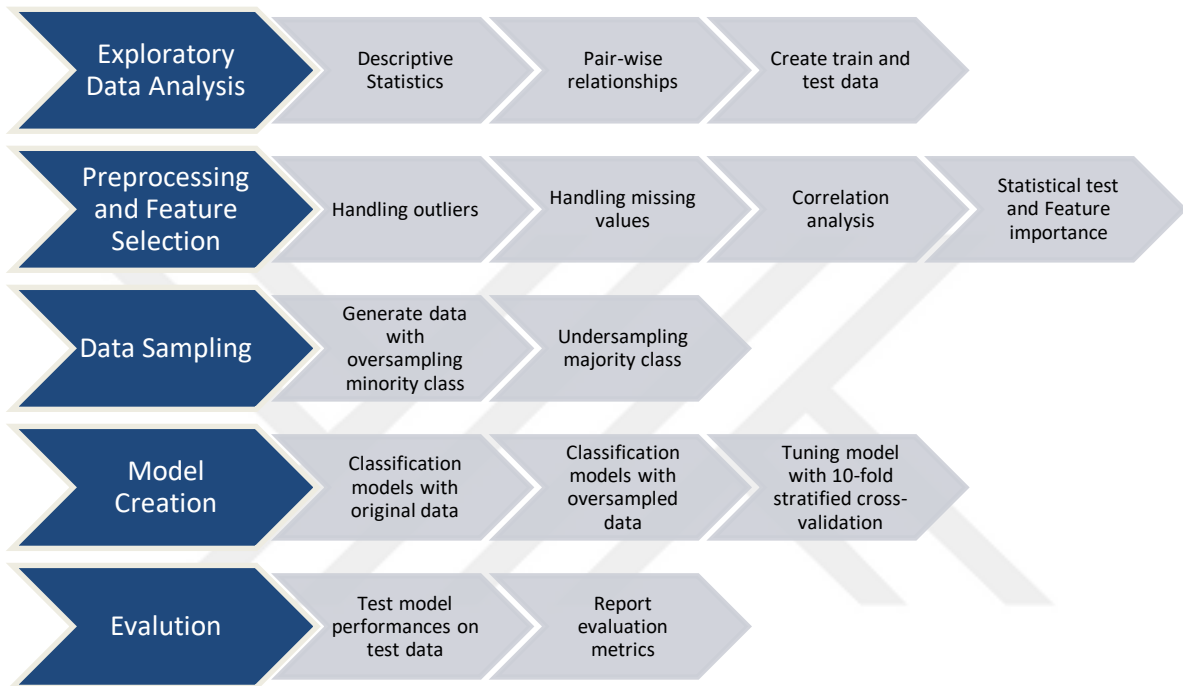 Exploratory
Data Analysis
Descriptive
Statistics
Pair-wise
relationships
Create train and
test data
Preprocessing
and Feature
Selection
Handling outliers
Handling missing
values
Correlation
analysis
Statistical test
and Feature
importance
Data Sampling
Generate data
with
oversampling
minority class
Undersampling
majority class
Model
Creation
Classification
models with
original data
Classification
models with
oversampled
data
Tuning model
with 10-fold
stratified cross-
validation
Evalution
Test model
performances on
test data
Report
evaluation
metrics